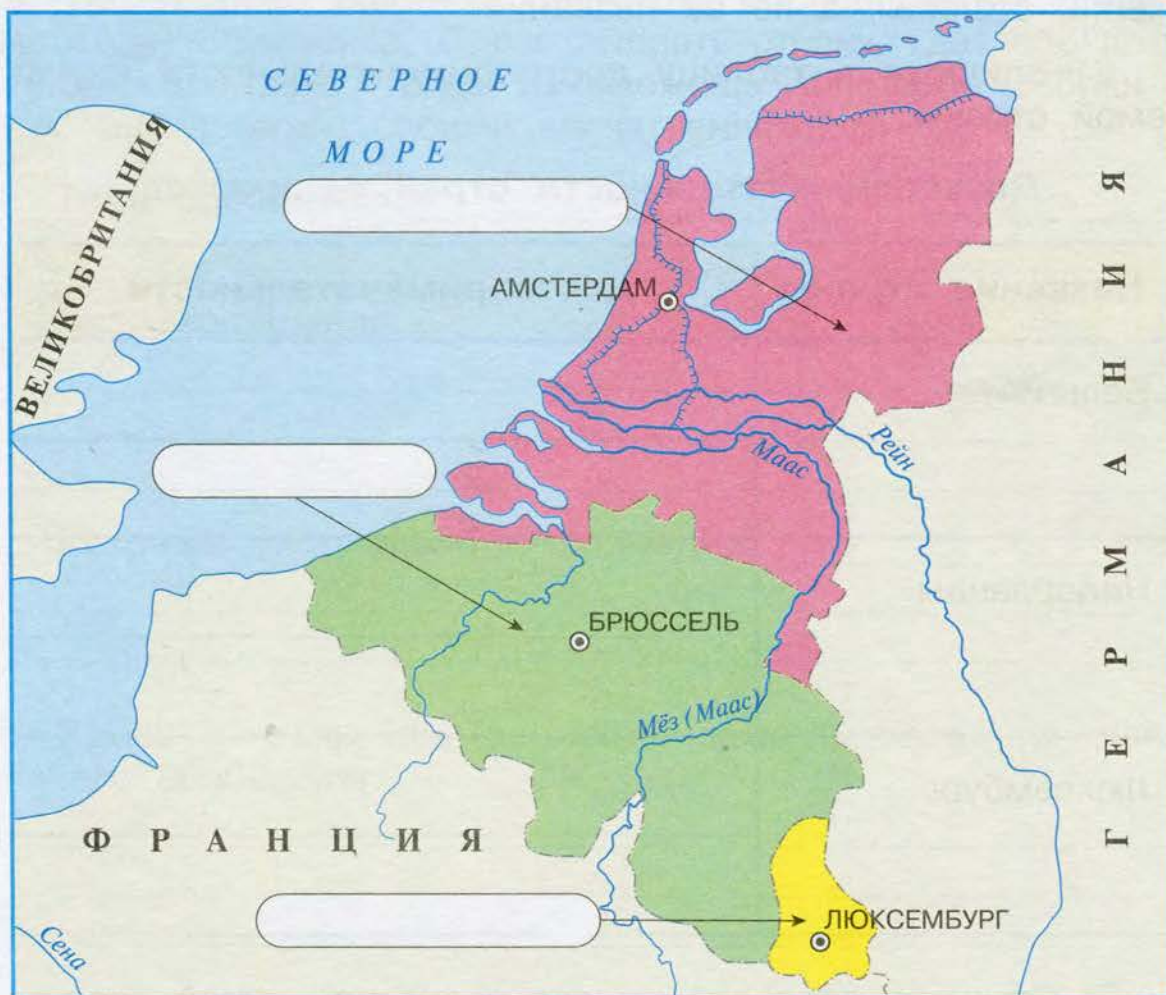 СЕВЕРНОЕ
МОРЕ
ВЕЛИКОБРИТАНИЯ
АМСТЕРДАМ
ГЕРМАНИЯ
Рейн
Маас
БРЮССЕЛЬ
Мёз (Маас)
ФРАНЦИЯ
ЛЮКСЕМБУРГ
Сена